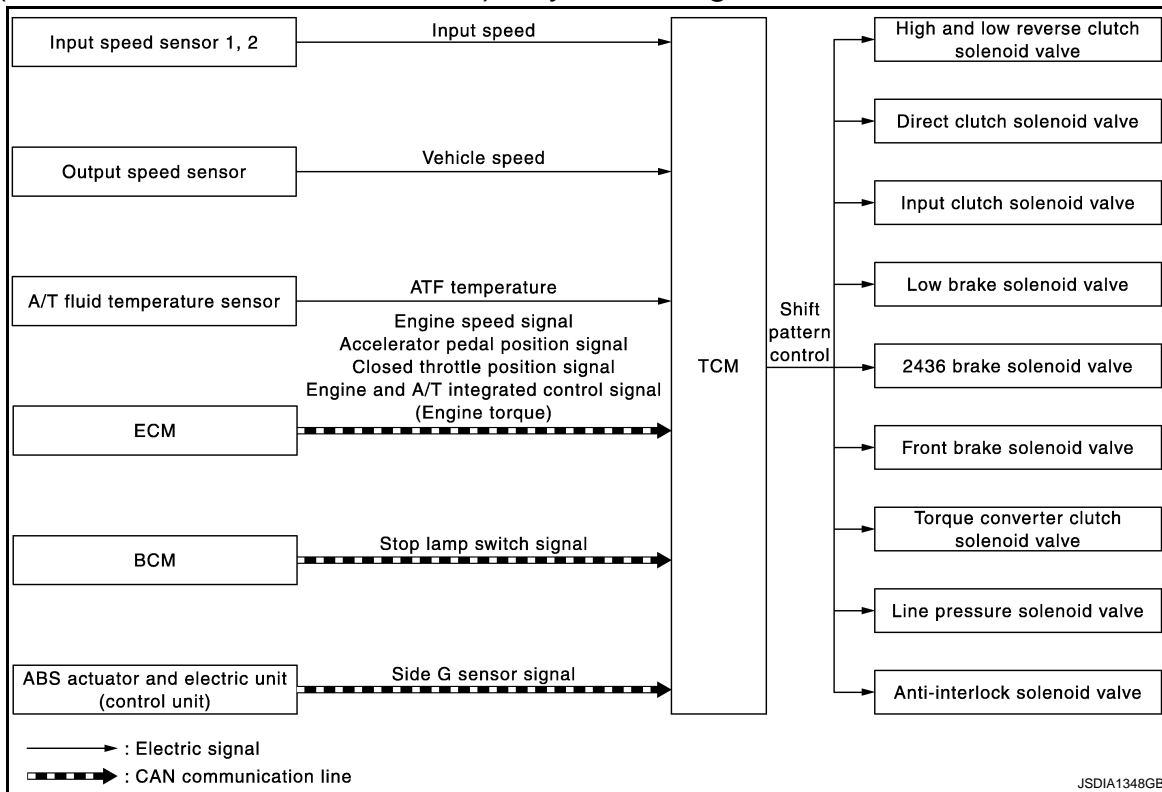 Input speed sensor 1, 2
Input speed
Output speed sensor
Vehicle speed
A/T fluid temperature sensor
ATF temperature
Engine speed signal
Accelerator pedal position signal
Closed throttle position signal
Engine and A/T integrated control signal
(Engine torque)
ECM
BCM
Stop lamp switch signal
ABS actuator and electric unit
(control unit)
Side G sensor signal
TCM
Shift
pattern
control
High and low reverse clutch
solenoid valve
Direct clutch solenoid valve
Input clutch solenoid valve
Low brake solenoid valve
2436 brake solenoid valve
Front brake solenoid valve
Torque converter clutch
solenoid valve
Line pressure solenoid valve
Anti-interlock solenoid valve
: Electric signal
: CAN communication line
JSDIA1348GB